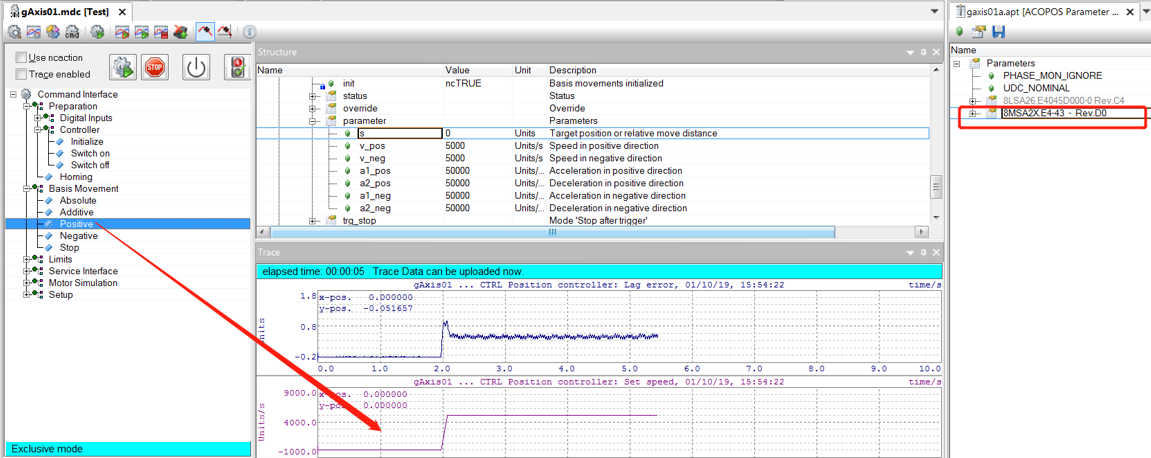 gAxis01.mdc [Test]
Use ncaction
Trace enabled
STOP
Command Interface
Preparation
Digital Inputs
Controller
Initialize
Switch on
Switch off
Homing
Basis Movement
Absolute
Additive
Positive
Negative
Stop
Limits
Service Interface
Motor Simulation
Setup
Exclusive mode
Structure
Name Value Unit Description
init ncTRUE Basis movements initialized
status Status
override Override
parameter Parameters
s 0 Units Target position or relative move distance
v_pos 5000 Units/s Speed in positive direction
v_neg 5000 Units/s Speed in negative direction
a1_pos 50000 Units/... Acceleration in positive direction
a2_pos 50000 Units/... Deceleration in positive direction
a1_neg 50000 Units/... Acceleration in negative direction
a2_neg 50000 Units/... Deceleration in negative direction
trg_stop Mode 'Stop after trigger'
Trace
elapsed time: 00:00:05 Trace Data can be uploaded now.
gAxis01 ... CTRL Position controller: Lag error, 01/10/19, 15:54:22 time/s
1.8
x-pos. 0.000000
y-pos. -0.051657
0.8
-0.2
0.0 1.0 2.0 3.0 4.0 5.0 6.0 7.0 8.0 9.0 10.0
gAxis01 ... CTRL Position controller: Set speed, 01/10/19, 15:54:22 time/s
9000.0
x-pos. 0.000000
y-pos. 0.000000
Units/s
4000.0
-1000.0
gaxis01a.apt [ACOPOS Parameter ...
Name
Parameters
PHASE_MON_IGNORE
UDC_NOMINAL
8LSA26.E4045D000-0 Rev.C4
8MSA2X.E4-43 - Rev.D0